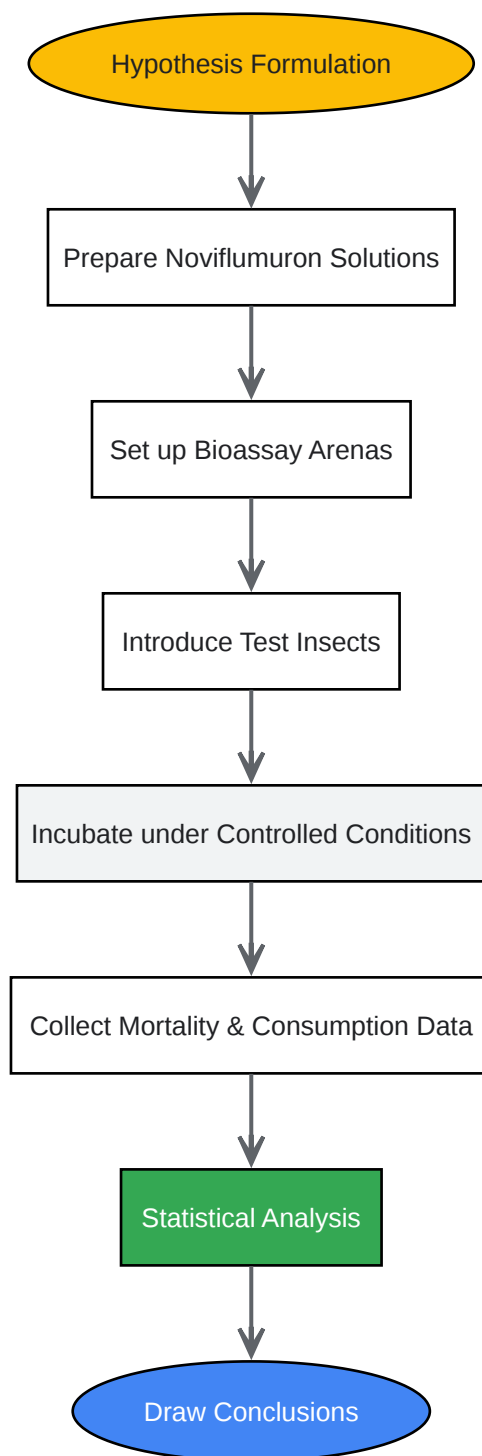 Hypothesis Formulation
Prepare Noviflumuron Solutions
Set up Bioassay Arenas
Introduce Test Insects
Incubate under Controlled Conditions
Collect Mortality & Consumption Data
Statistical Analysis
Draw Conclusions